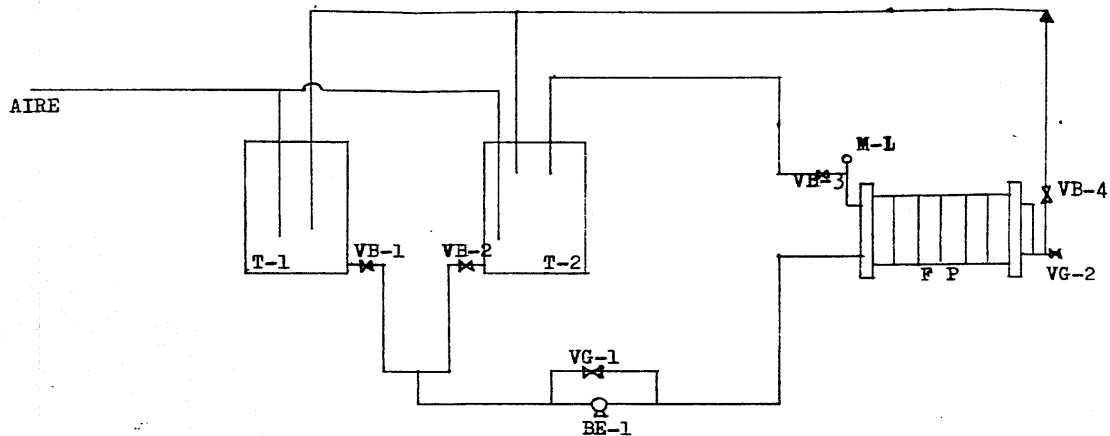 AIRE
M-L
VB-3
VB-4
VB-1
VB-2
T-1
T-2
F P
VG-2
VG-1
BE-1